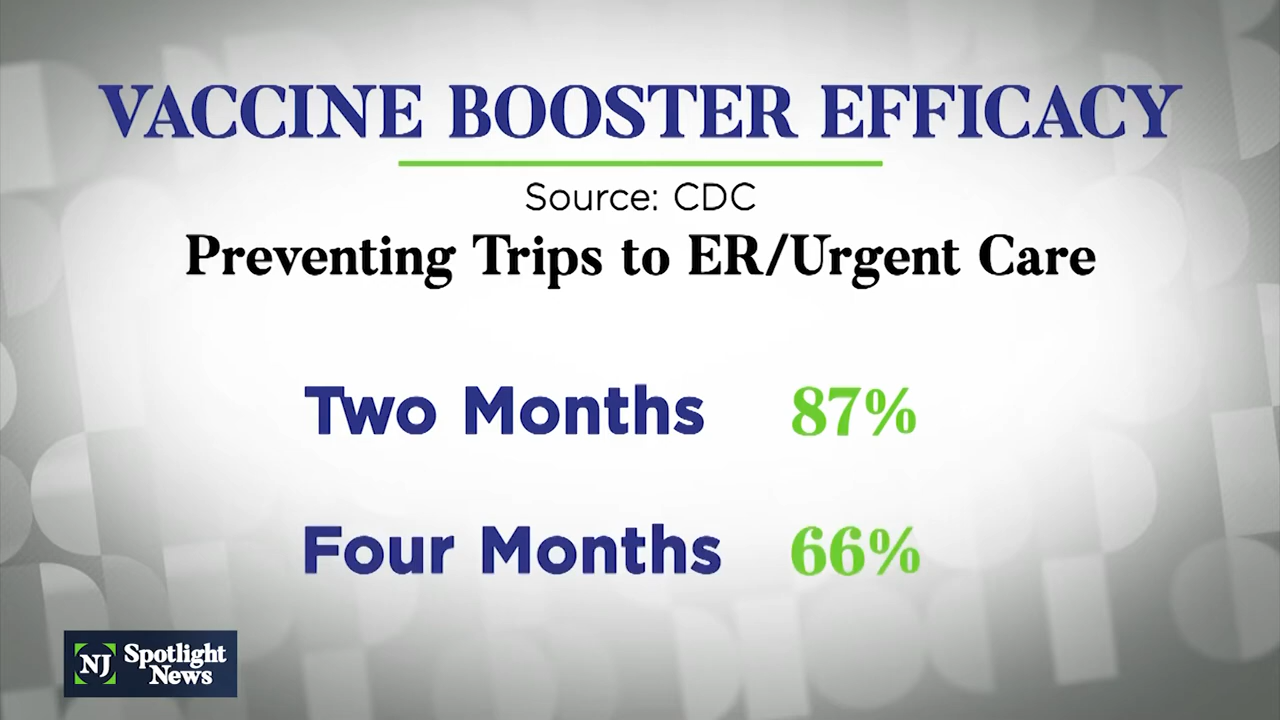 VACCINE BOOSTER EFFICACY
Source: CDC
Preventing Trips to ER/Urgent Care
Two Months 87%
Four Months 66%
NJ Spotlight
News